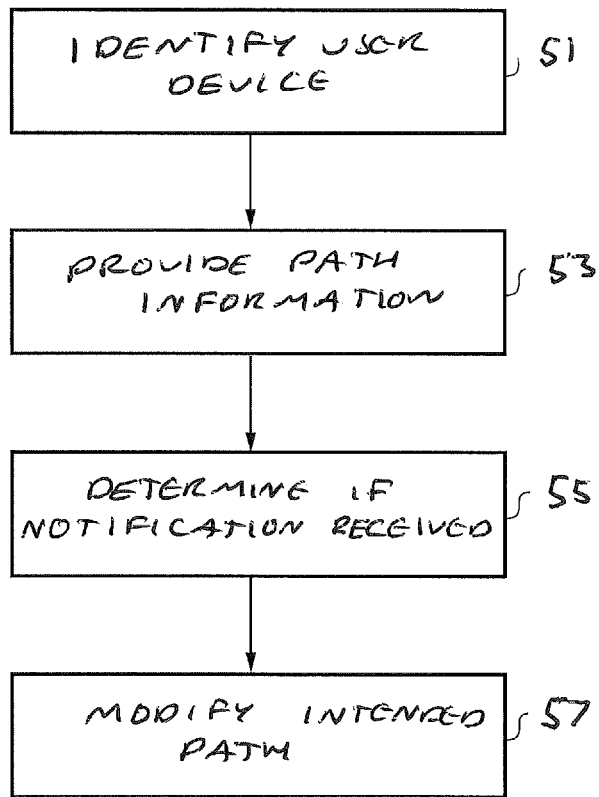 IDENTIFY USER
DEVICE
51
PROVIDE PATH
INFORMATION
53
DETERMINE IF
NOTIFICATION RECEIVED
55
MODIFY INTENDED
PATH
57